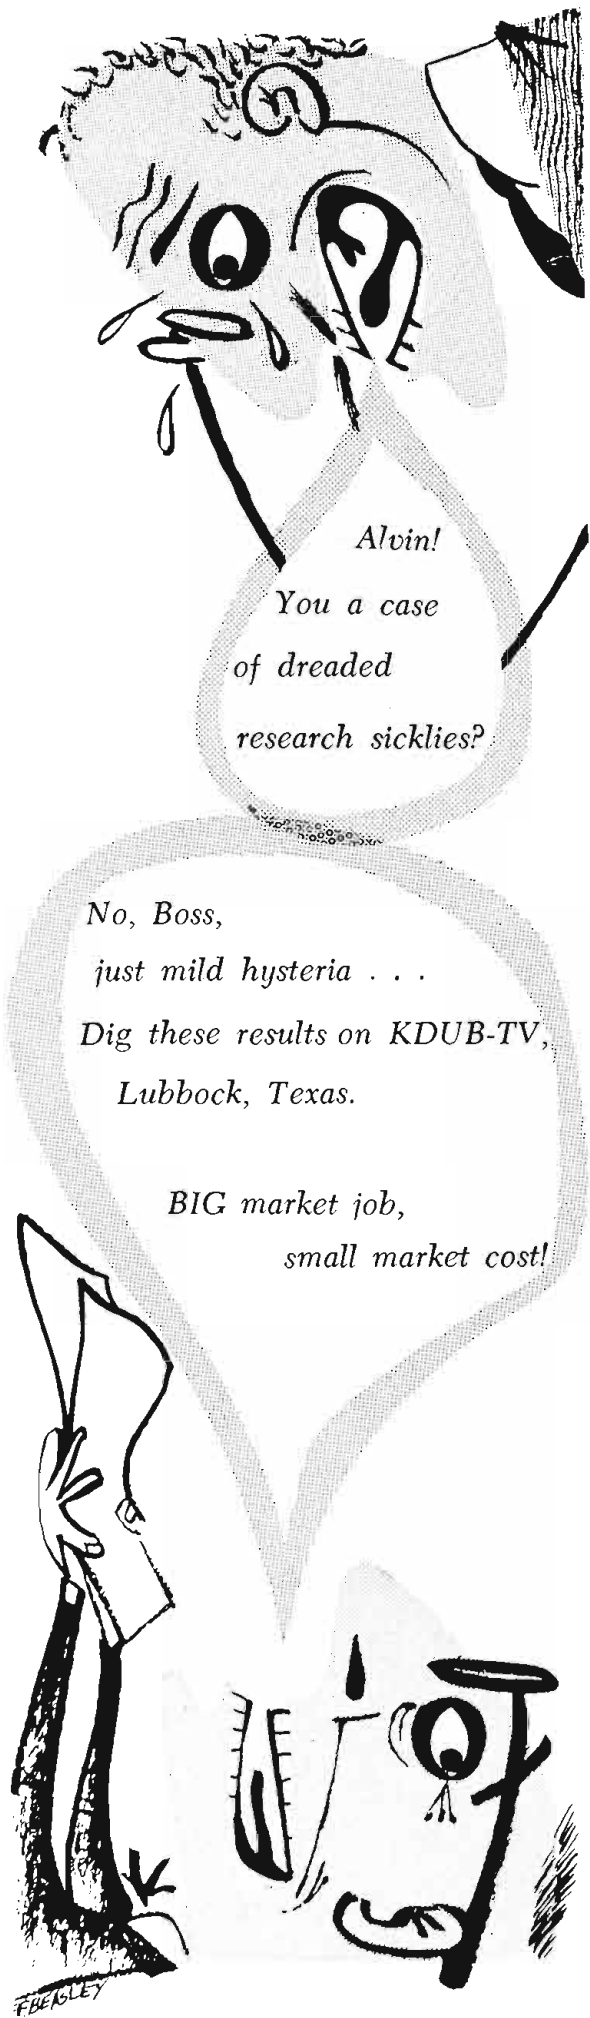 Alvin!
You a case
of dreaded
research sicklies?
No, Boss,
just mild hysteria . . .
Dig these results on KDUB-TV,
Lubbock, Texas.
BIG market job,
small market cost!
F BEASLEY